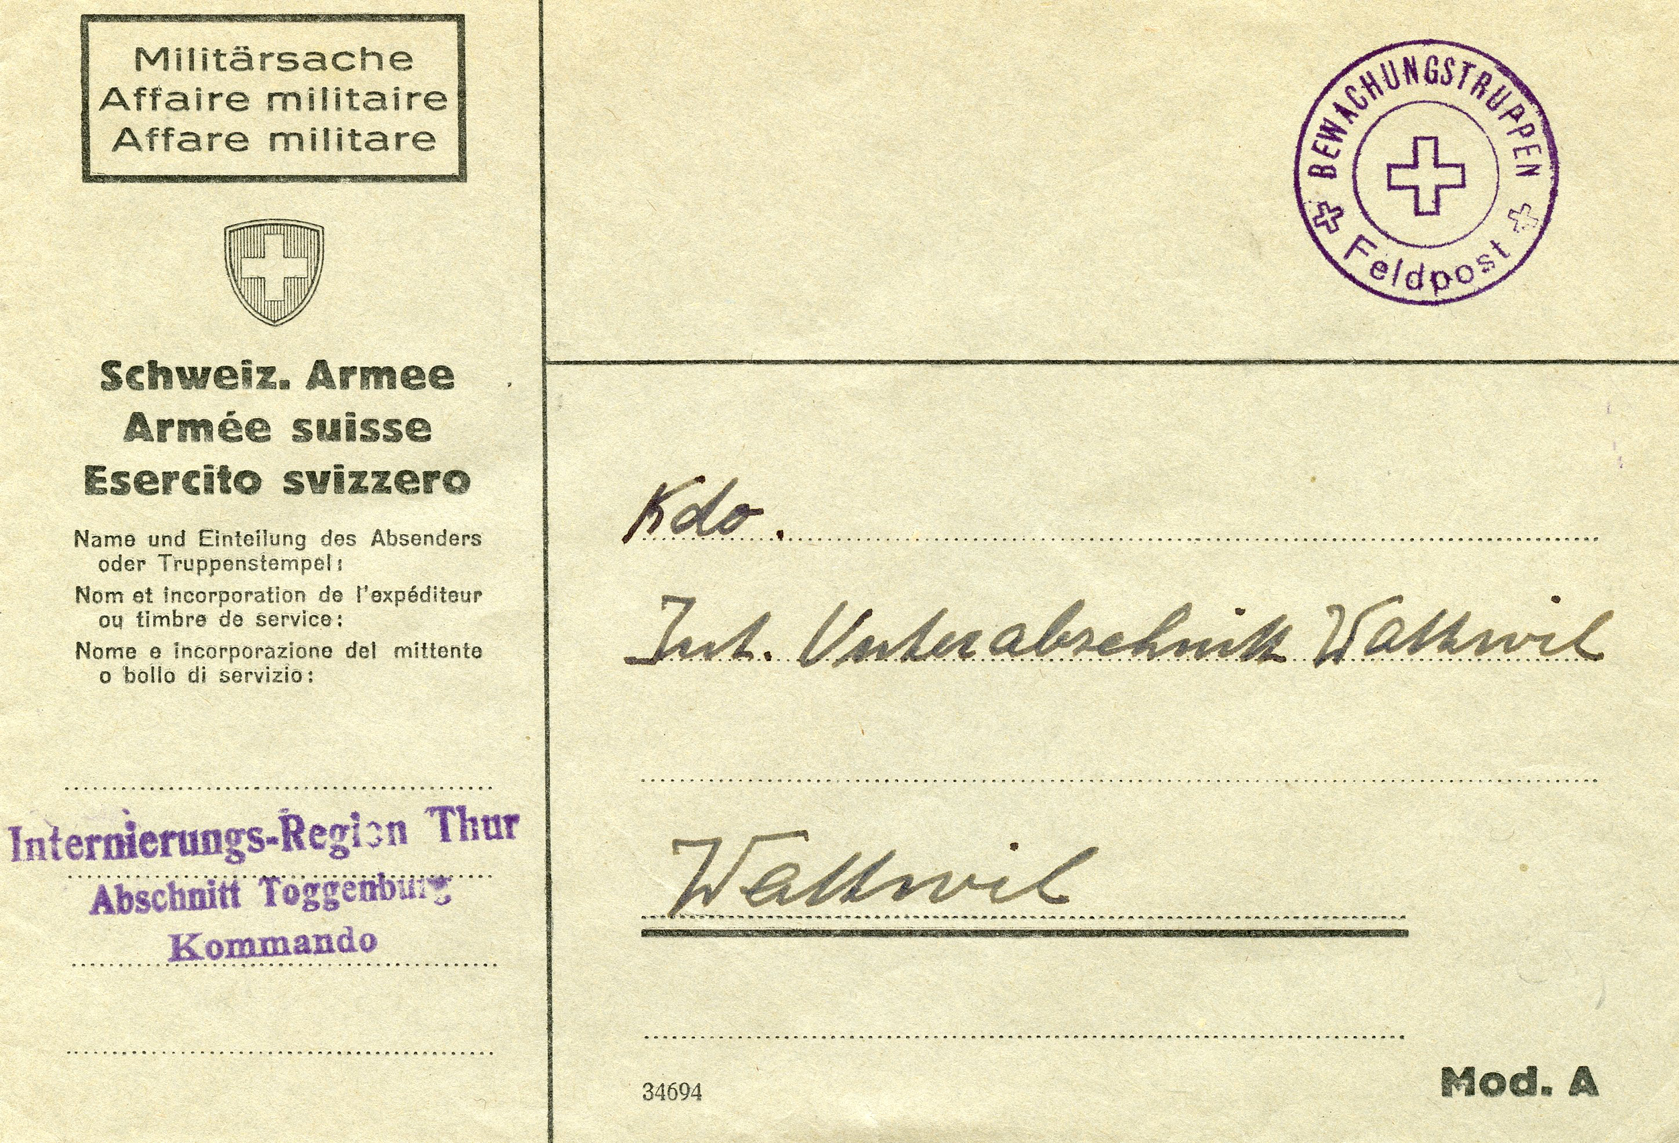 Militärsache
Affaire militaire
Affare militare
Schweiz. Armee
Armée suisse
Esercito svizzero
Name und Einteilung des Absenders
oder Truppenstempel:
Nom et incorporation de l'expéditeur
ou timbre de service:
Nome e incorporazione del mittente
o bollo di servizio:
Internierungs-Region Thur
Abschnitt Toggenburg
Kommando
BEWACHUNGSTRUPPEN
Feldpost
Kdo.
Int. Unterabschnitt Wattwil
Wattwil
34694
Mod. A